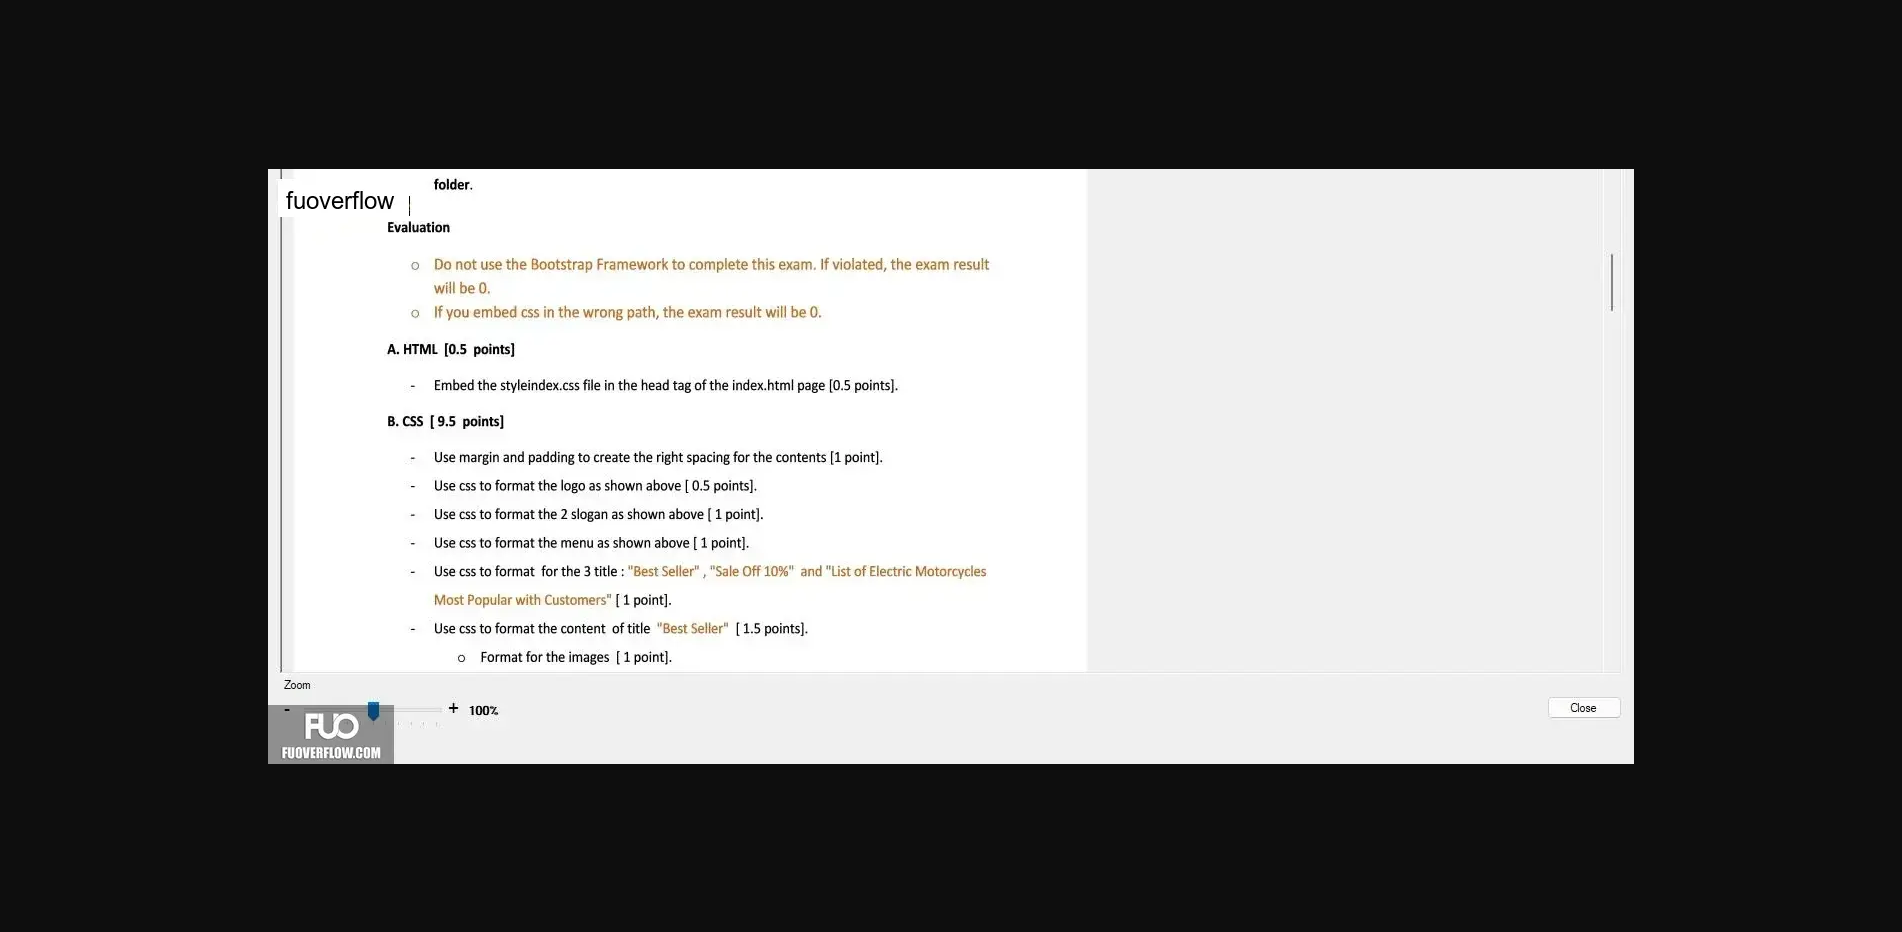 folder.
fuoverflow
Evaluation
o Do not use the Bootstrap Framework to complete this exam. If violated, the exam result
will be 0.
o If you embed css in the wrong path, the exam result will be 0.
A. HTML [0.5 points]
- Embed the styleindex.css file in the head tag of the index.html page [0.5 points].
B. CSS [ 9.5 points]
- Use margin and padding to create the right spacing for the contents [1 point].
- Use css to format the logo as shown above [ 0.5 points].
- Use css to format the 2 slogan as shown above [ 1 point].
- Use css to format the menu as shown above [ 1 point].
- Use css to format for the 3 title : "Best Seller" , "Sale Off 10%" and "List of Electric Motorcycles
Most Popular with Customers" [ 1 point].
- Use css to format the content of title "Best Seller" [ 1.5 points].
o Format for the images [ 1 point].
Zoom
- + 100%
Close
FUO
FUOVERFLOW.COM